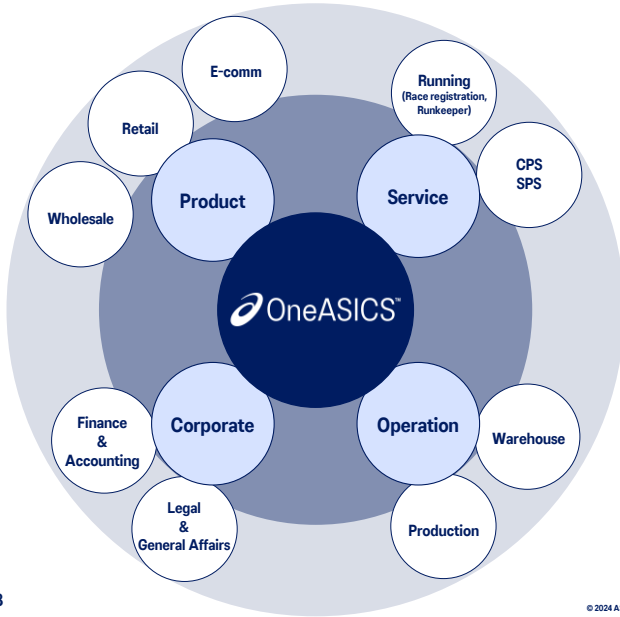 E-comm
Running
(Race registration,
Runkeeper)
Retail
CPS
SPS
Product
Service
Wholesale
OneASICS™
Corporate
Operation
Finance
&
Accounting
Warehouse
Legal
&
General Affairs
Production
© 2024 A